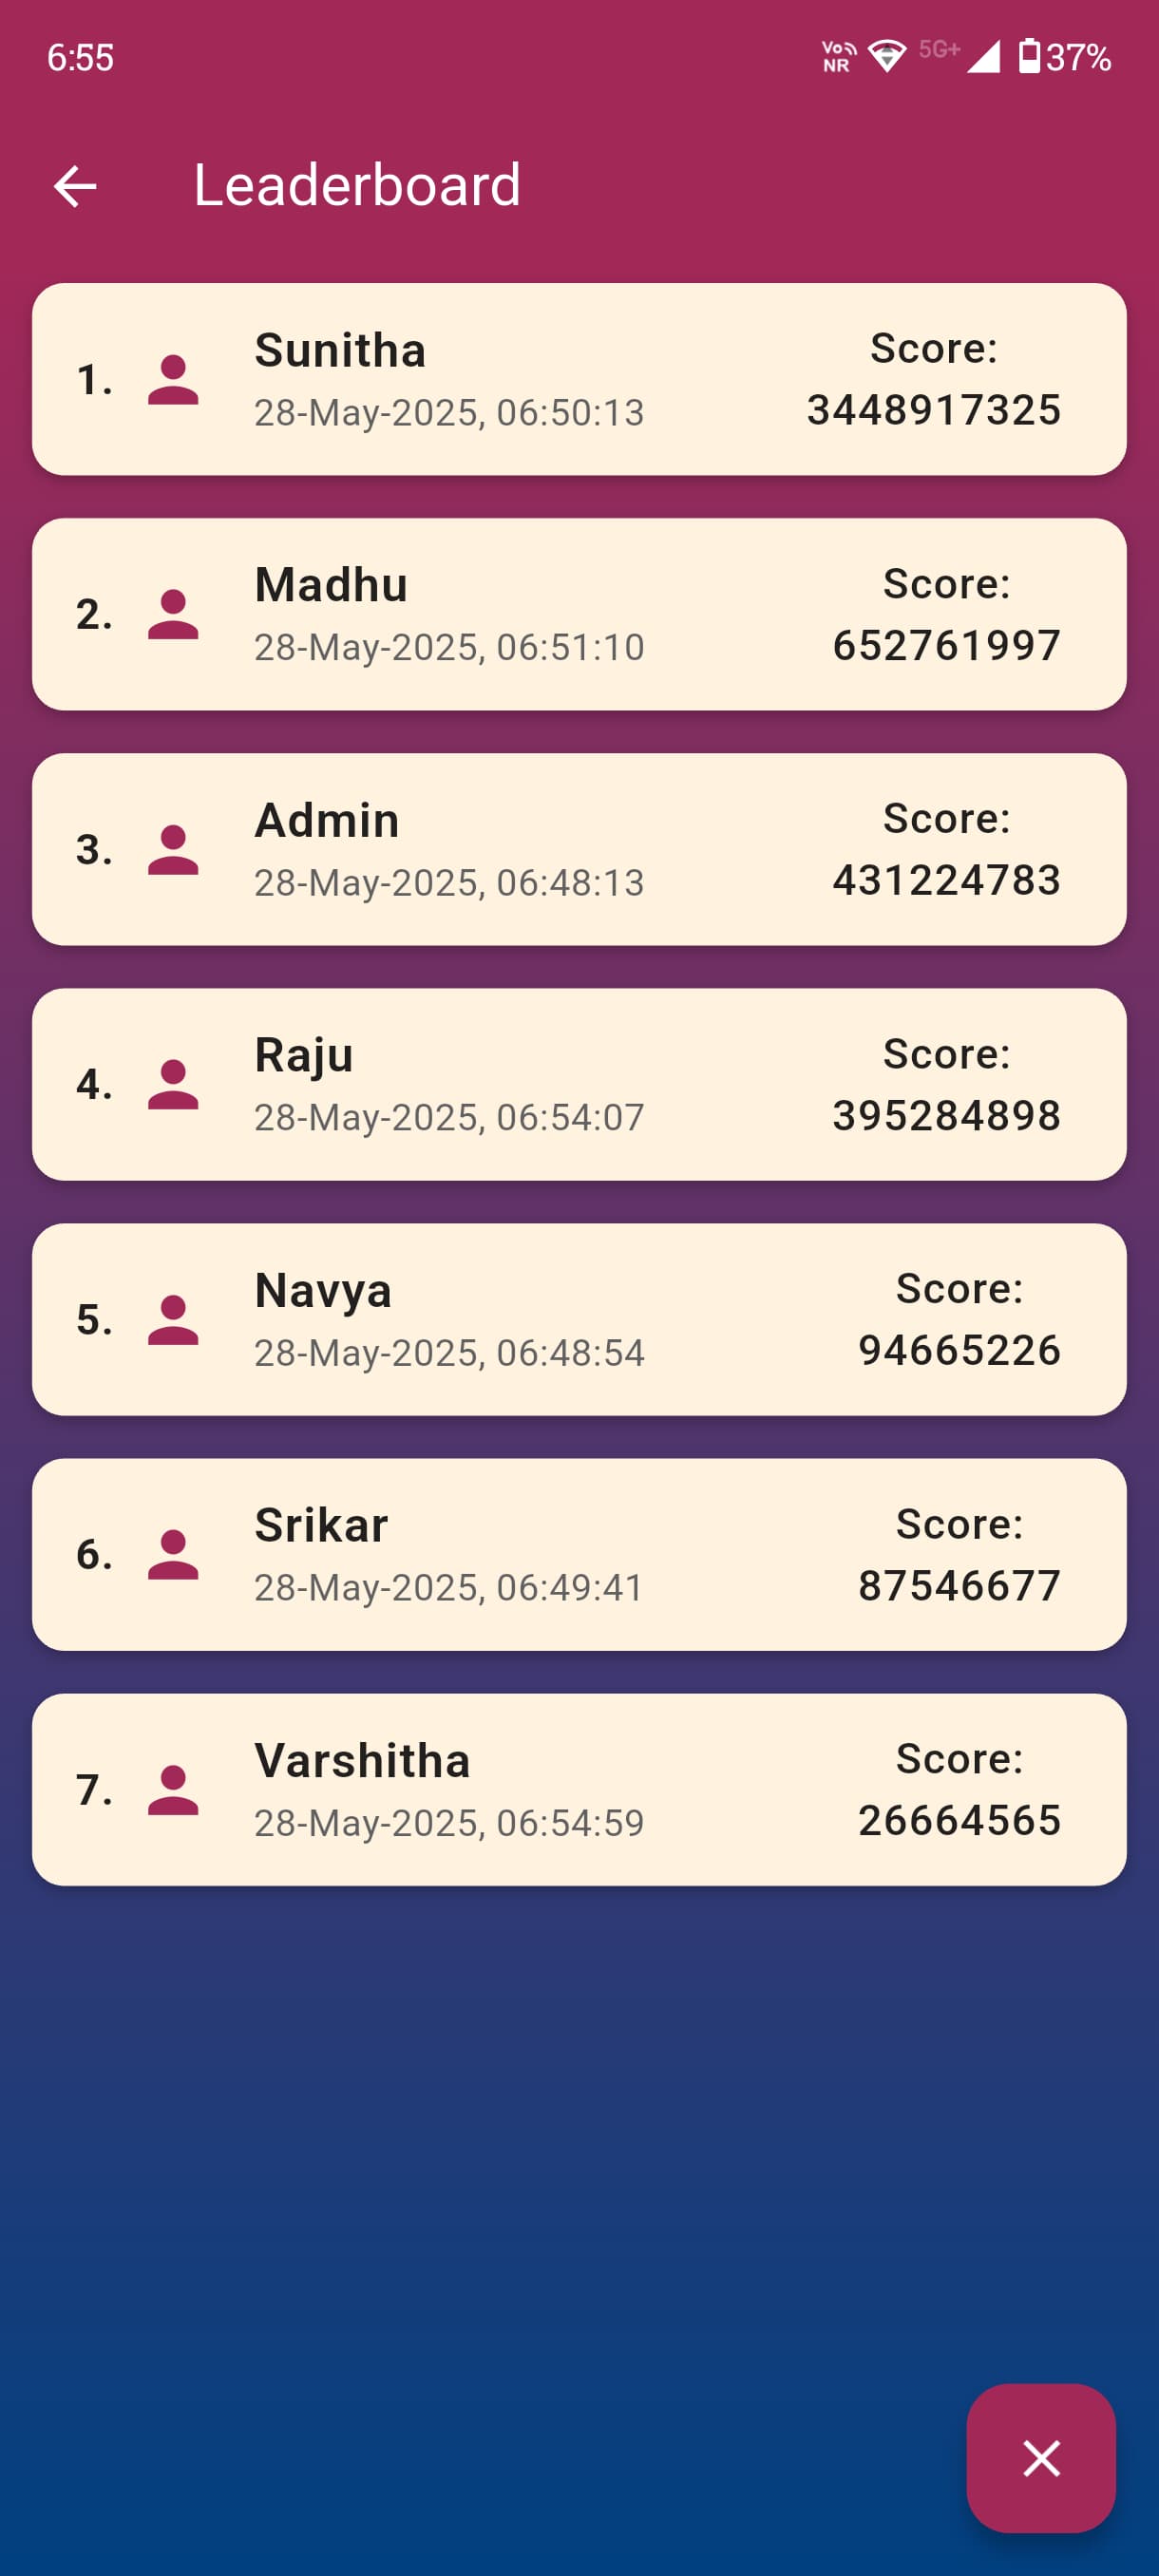 6:55 Vo NR 5G+ 37%
Leaderboard
1. Sunitha Score:
28-May-2025, 06:50:13 3448917325
2. Madhu Score:
28-May-2025, 06:51:10 652761997
3. Admin Score:
28-May-2025, 06:48:13 431224783
4. Raju Score:
28-May-2025, 06:54:07 395284898
5. Navya Score:
28-May-2025, 06:48:54 94665226
6. Srikar Score:
28-May-2025, 06:49:41 87546677
7. Varshitha Score:
28-May-2025, 06:54:59 26664565